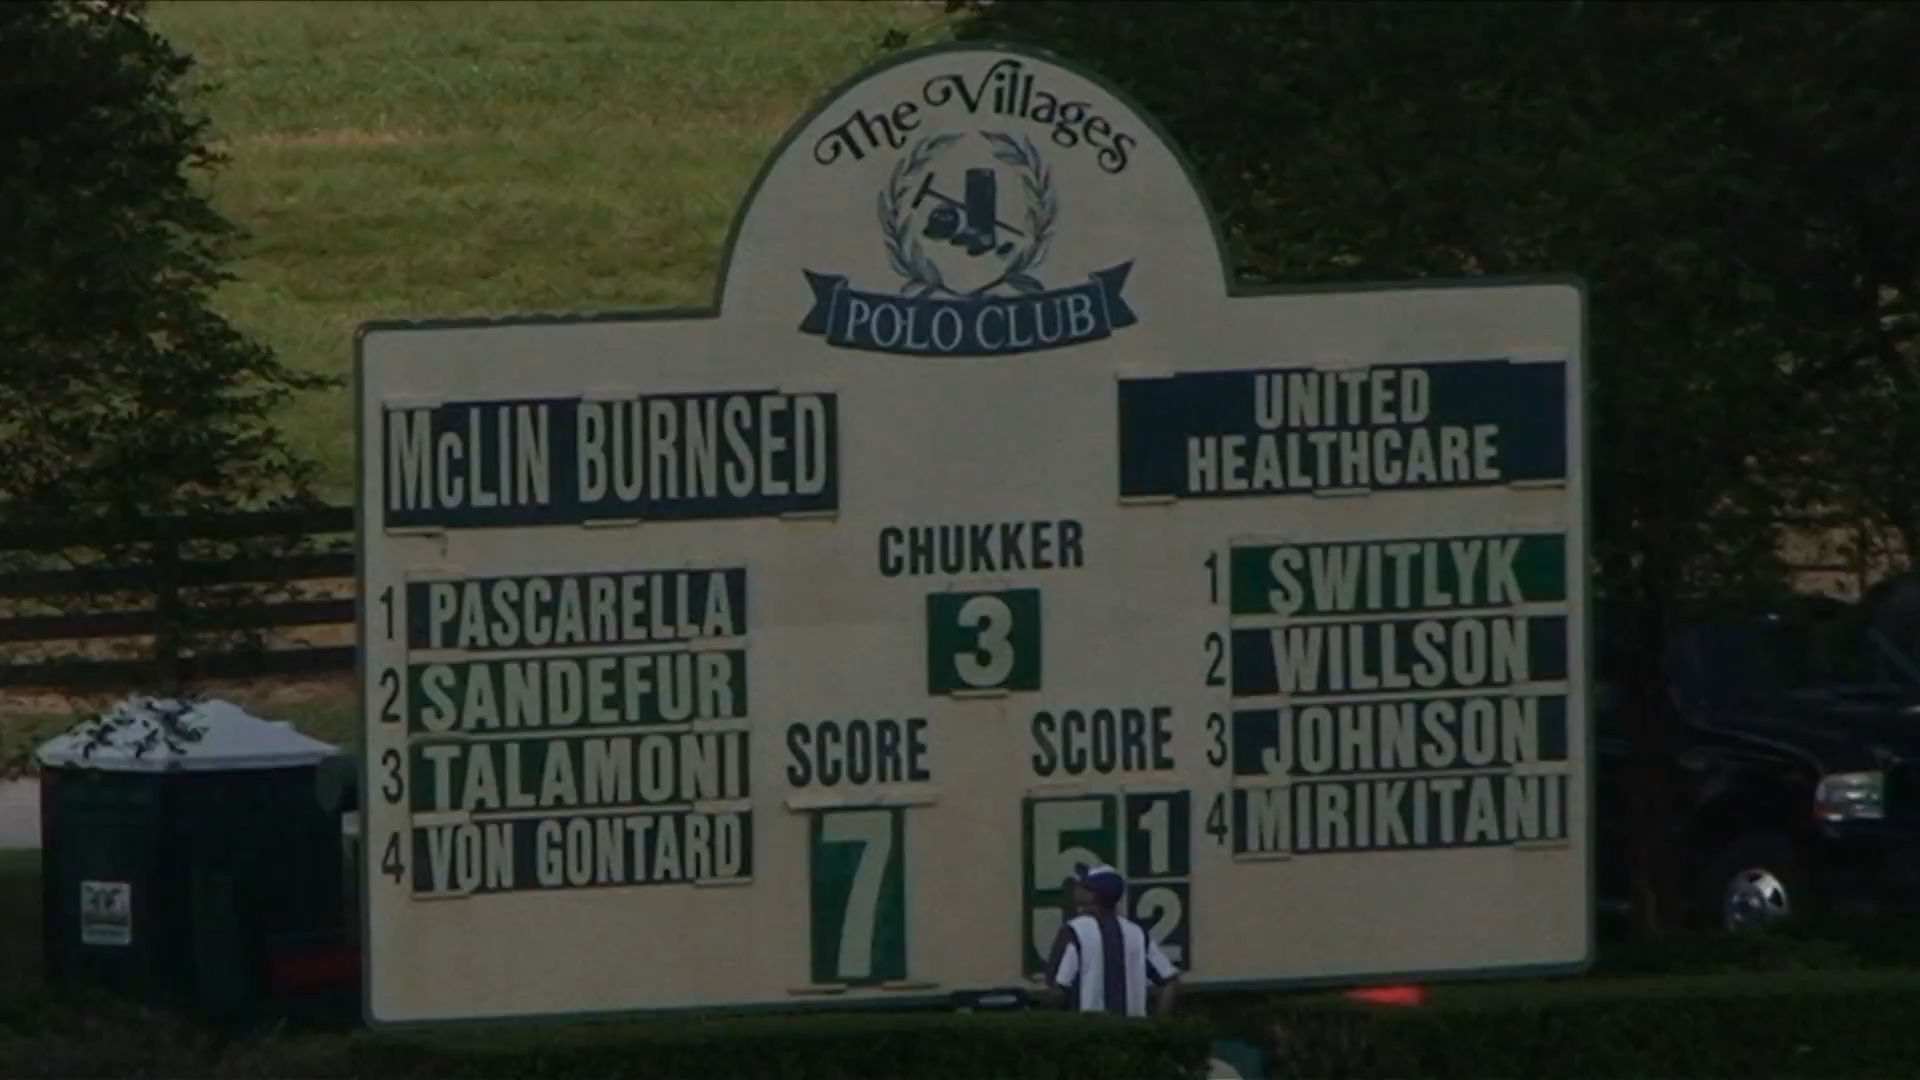 The Villages
POLO CLUB
McLIN BURNSED
UNITED
HEALTHCARE
CHUKKER
3
1 PASCARELLA
2 SANDEFUR
3 TALAMONI
4 VON GONTARD
1 SWITLYK
2 WILLSON
3 JOHNSON
4 MIRIKITANI
SCORE
7
SCORE
5 1
2